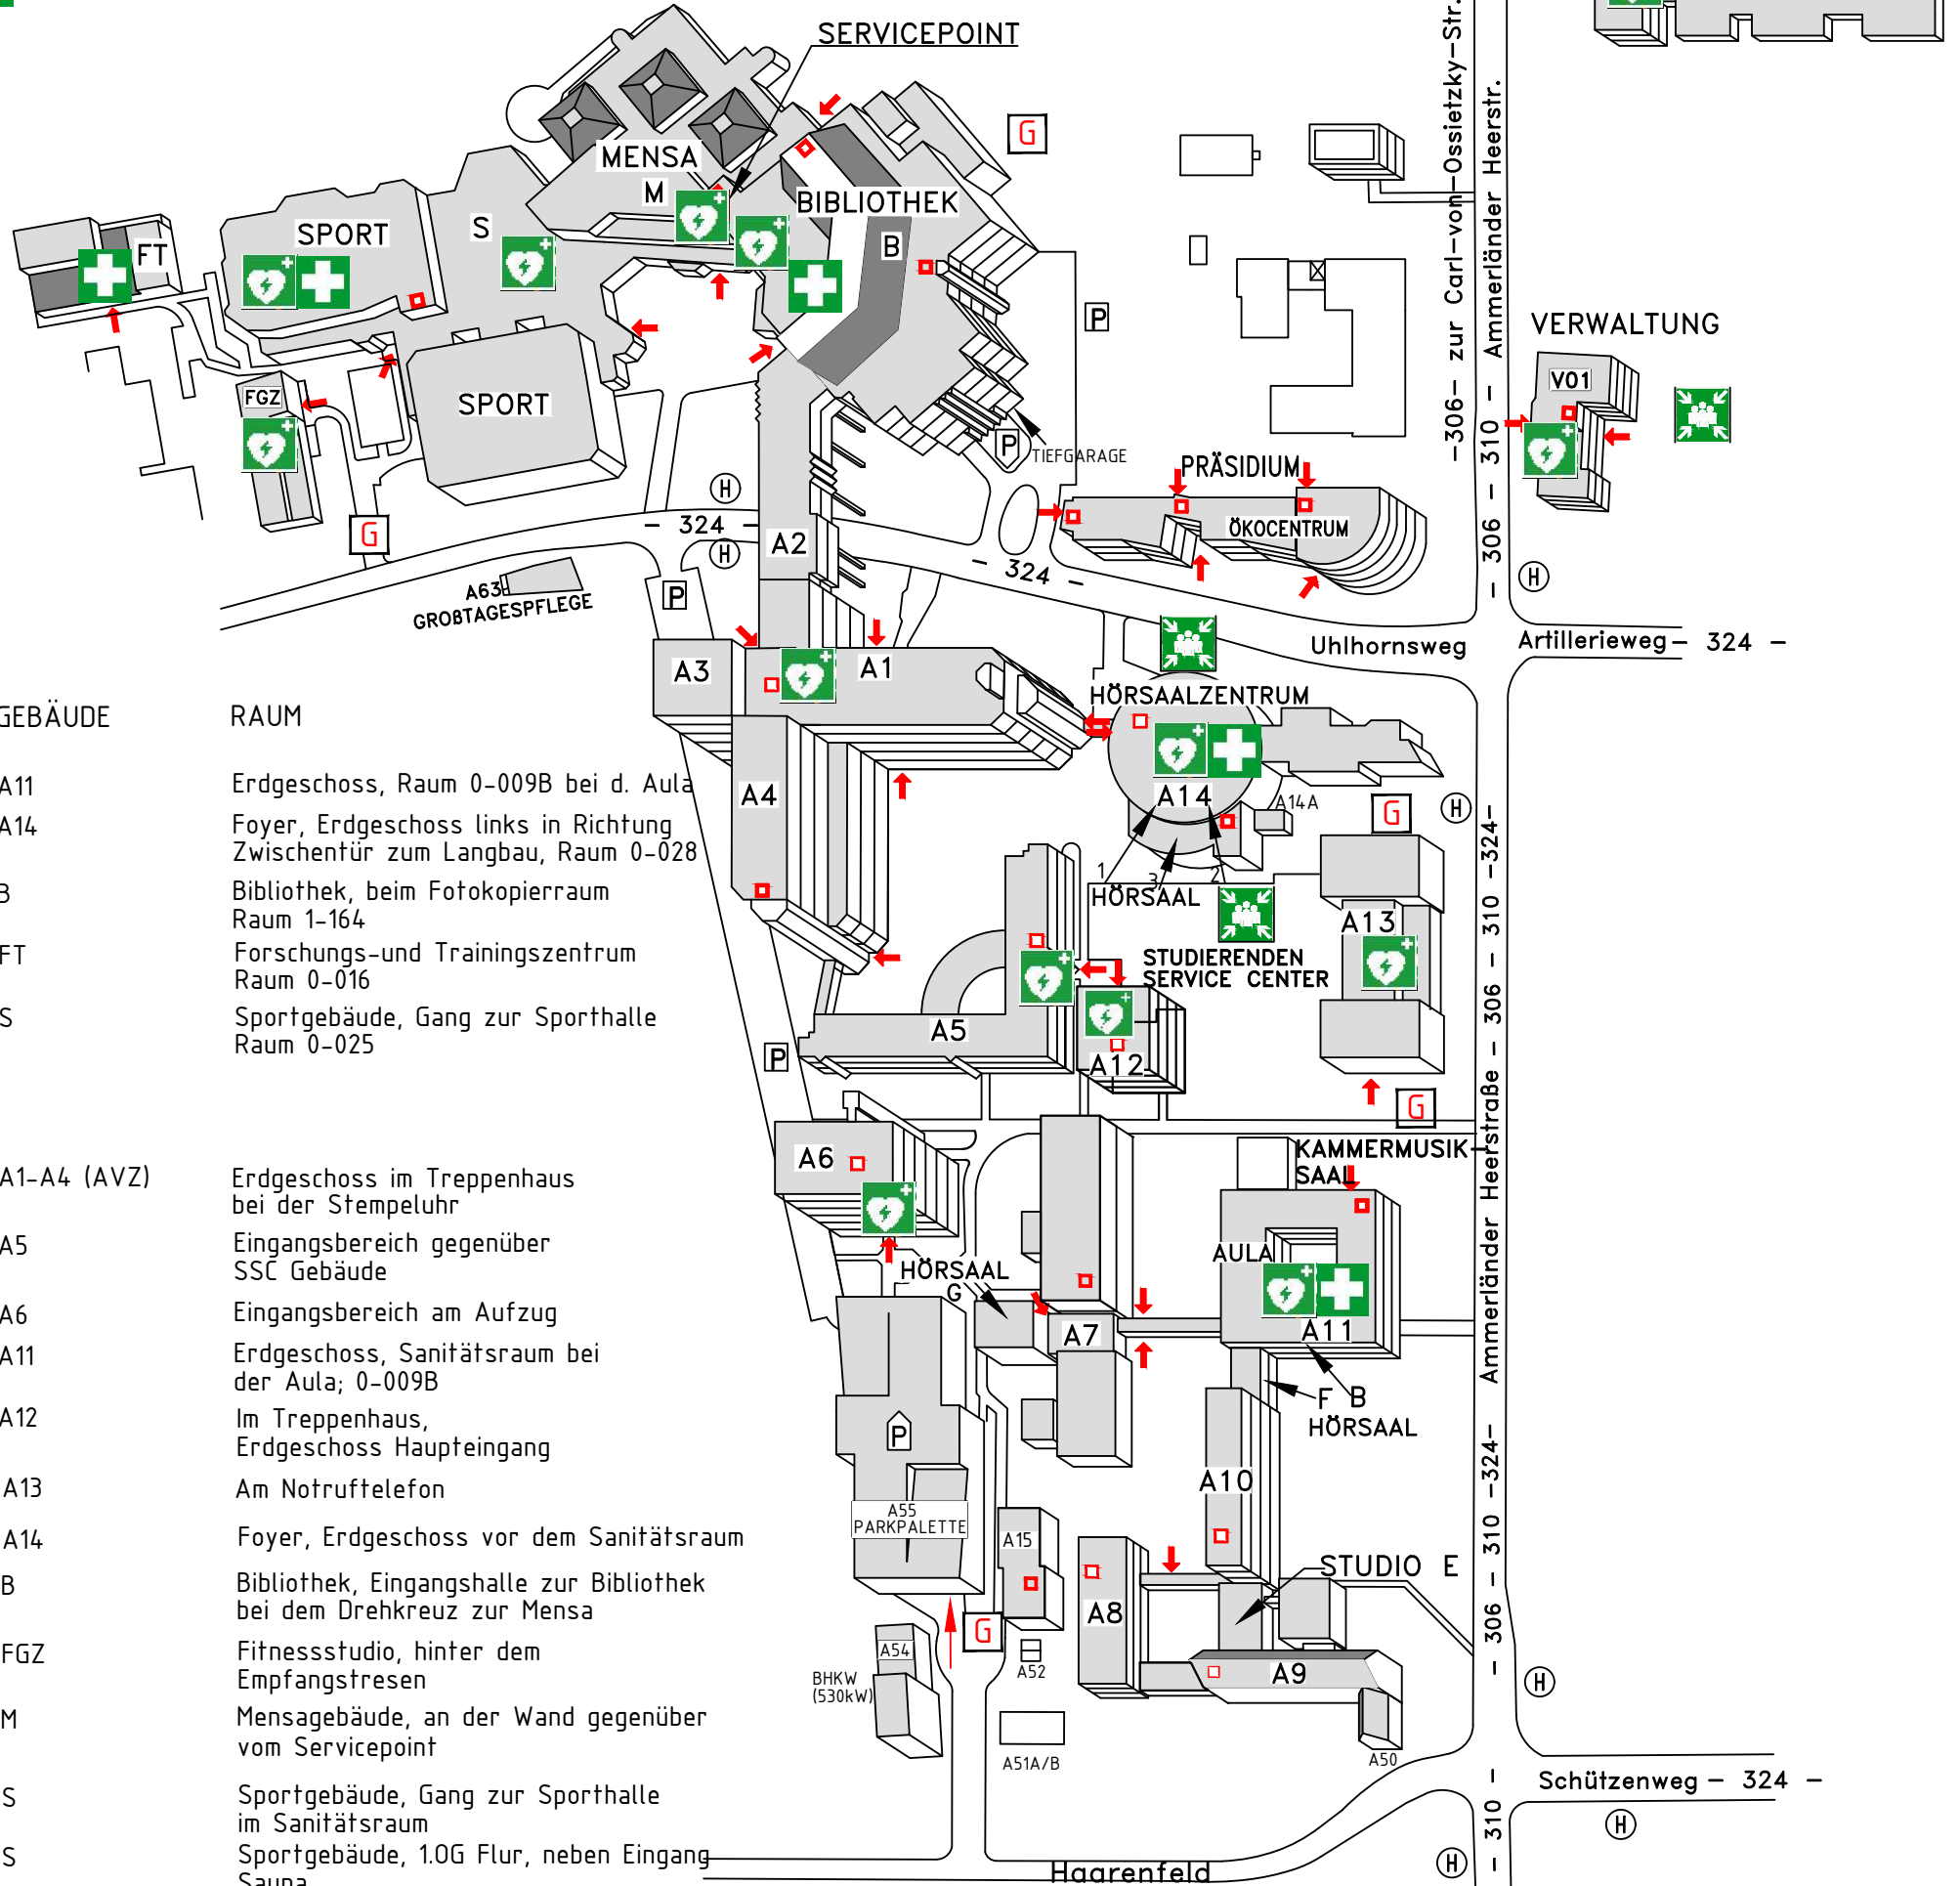 SERVICEPOINT
-306- zur Carl-von-Ossietzky-Str.
- 306 - 310 - Ammerländer Heerstr.
G
MENSA
M
BIBLIOTHEK
B
SPORT
S
FT
P
VERWALTUNG
V01
FGZ
SPORT
P
TIEFGARAGE
PRÄSIDIUM
ÖKOCENTRUM
H
G
- 324 -
H
A2
- 324 -
H
A63
GROßTAGESPFLEGE
P
Uhlhornsweg
Artillerieweg - 324 -
A3
A1
HÖRSAALZENTRUM
GEBÄUDE RAUM
A11 Erdgeschoss, Raum 0-009B bei d. Aula
A14 Foyer, Erdgeschoss links in Richtung
Zwischentür zum Langbau, Raum 0-028
B Bibliothek, beim Fotokopierraum
Raum 1-164
FT Forschungs-und Trainingszentrum
Raum 0-016
S Sportgebäude, Gang zur Sporthalle
Raum 0-025
A4
A14
A14A
G
H
1
3
2
HÖRSAAL
A13
STUDIERENDEN
SERVICE CENTER
A5
A12
P
G
Ammerländer Heerstraße - 306 - 310 -324-
A1-A4 (AVZ) Erdgeschoss im Treppenhaus
bei der Stempeluhr
A5 Eingangsbereich gegenüber
SSC Gebäude
A6 Eingangsbereich am Aufzug
A11 Erdgeschoss, Sanitätsraum bei
der Aula; 0-009B
A12 Im Treppenhaus,
Erdgeschoss Haupteingang
A13 Am Notruftelefon
A14 Foyer, Erdgeschoss vor dem Sanitätsraum
B Bibliothek, Eingangshalle zur Bibliothek
bei dem Drehkreuz zur Mensa
FGZ Fitnessstudio, hinter dem
Empfangstresen
M Mensagebäude, an der Wand gegenüber
vom Servicepoint
S Sportgebäude, Gang zur Sporthalle
im Sanitätsraum
S Sportgebäude, 1.OG Flur, neben Eingang
Sauna
A6
KAMMERMUSIK-
SAAL
AULA
HÖRSAAL
G
A7
A11
F B
HÖRSAAL
P
A10
A55
PARKPALETTE
A15
STUDIO E
A8
G
A54
A52
A9
BHKW
(530kW)
A51A/B
A50
- 306 - 310 -324- Ammerländer
H
Schützenweg - 324 -
H
- 310 -
H
Haarenfeld